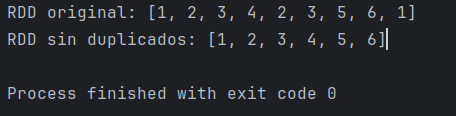 RDD original: [1, 2, 3, 4, 2, 3, 5, 6, 1]
RDD sin duplicados: [1, 2, 3, 4, 5, 6]
Process finished with exit code 0